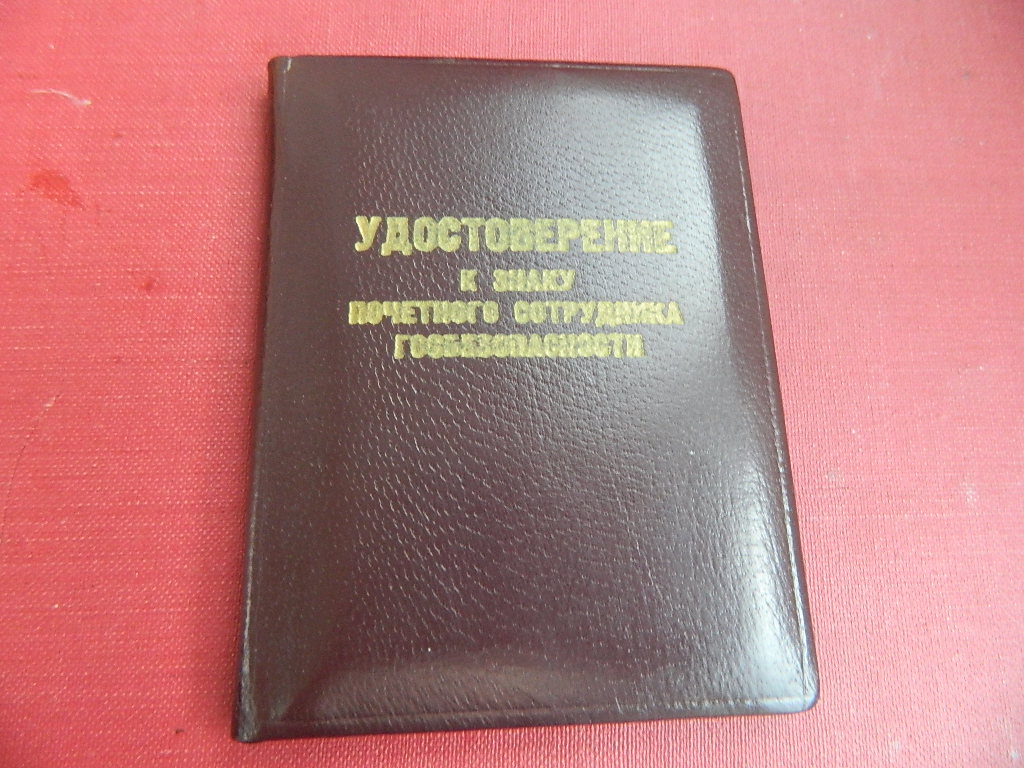 УДОСТОВЕРЕНИЕ
К ЗНАКУ
ПОЧЕТНОГО СОТРУДНИКА
ГОСБЕЗОПАСНОСТИ